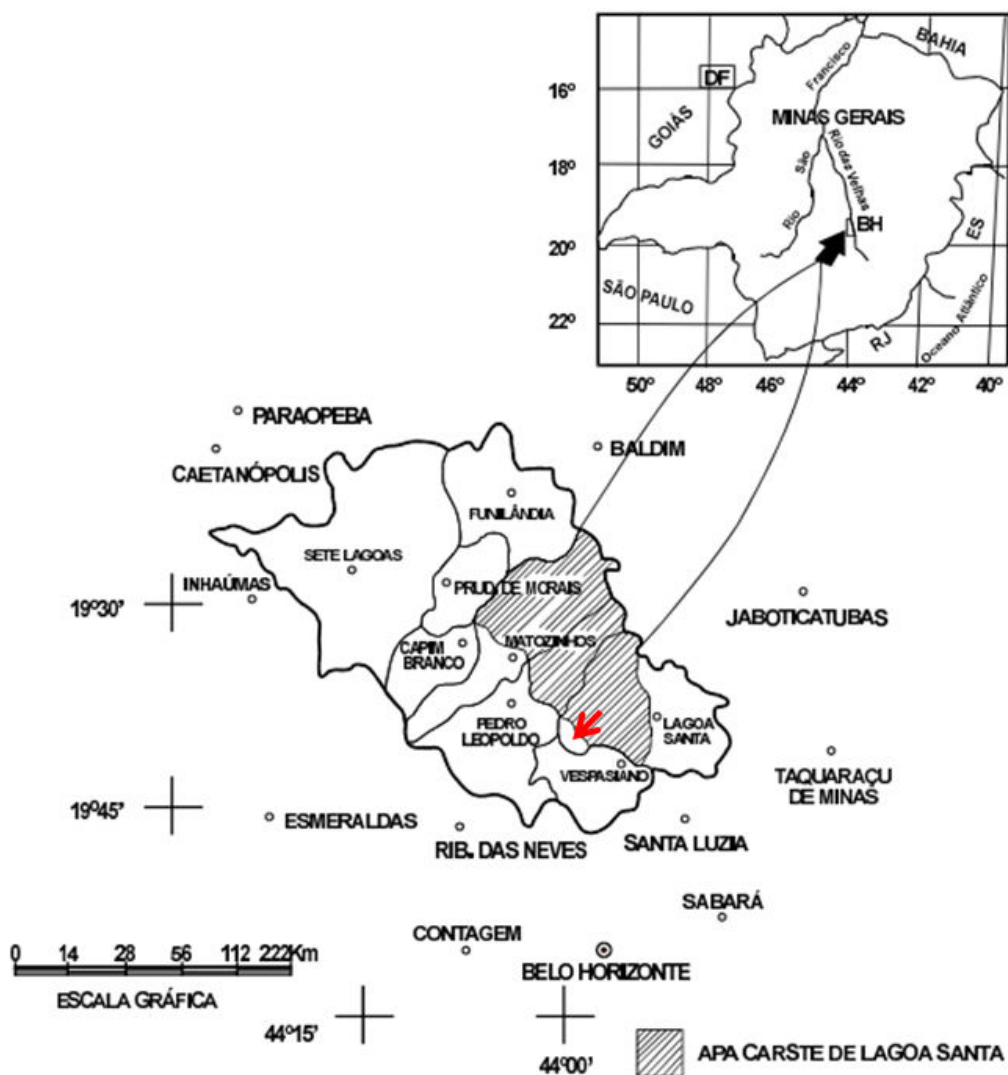 BAHIA
DF
Francisco
16º
GOIÁS
MINAS GERAIS
18º
São
Rio das Velhas
Rio
BH
20º
ES
SÃO PAULO
22º
RJ
Oceano Atlântico
50º 48º 46º 44º 42º 40º
PARAOPEBA
CAETANÓPOLIS
BALDIM
FUNILÂNDIA
SETE LAGOAS
INHAÚMAS
PRUD. DE MORAIS
19º30'
JABOTICATUBAS
CAPIM
BRANCO
MATOZINHOS
PEDRO
LEOPOLDO
LAGOA
SANTA
VESPASIANO
TAQUARAÇU
DE MINAS
19º45'
ESMERALDAS
RIB. DAS NEVES
SANTA LUZIA
SABARÁ
CONTAGEM
BELO HORIZONTE
0 14 28 56 112 222Km
ESCALA GRÁFICA
44º15'
44º00'
APA CARSTE DE LAGOA SANTA